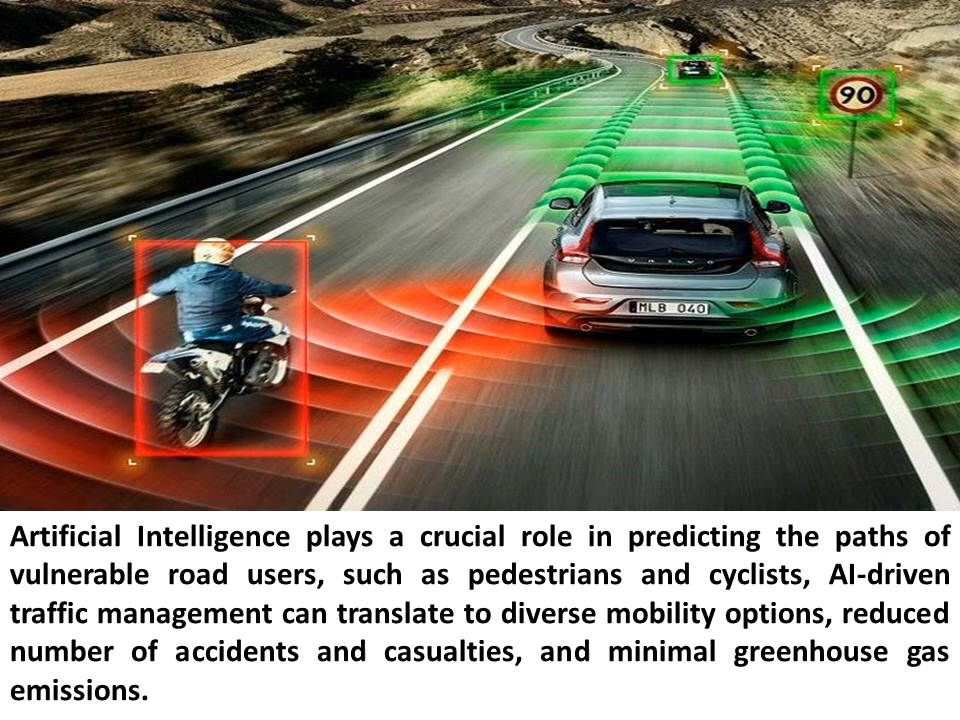 90
VOLVO
MLB 040
Artificial Intelligence plays a crucial role in predicting the paths of
vulnerable road users, such as pedestrians and cyclists, AI-driven
traffic management can translate to diverse mobility options, reduced
number of accidents and casualties, and minimal greenhouse gas
emissions.